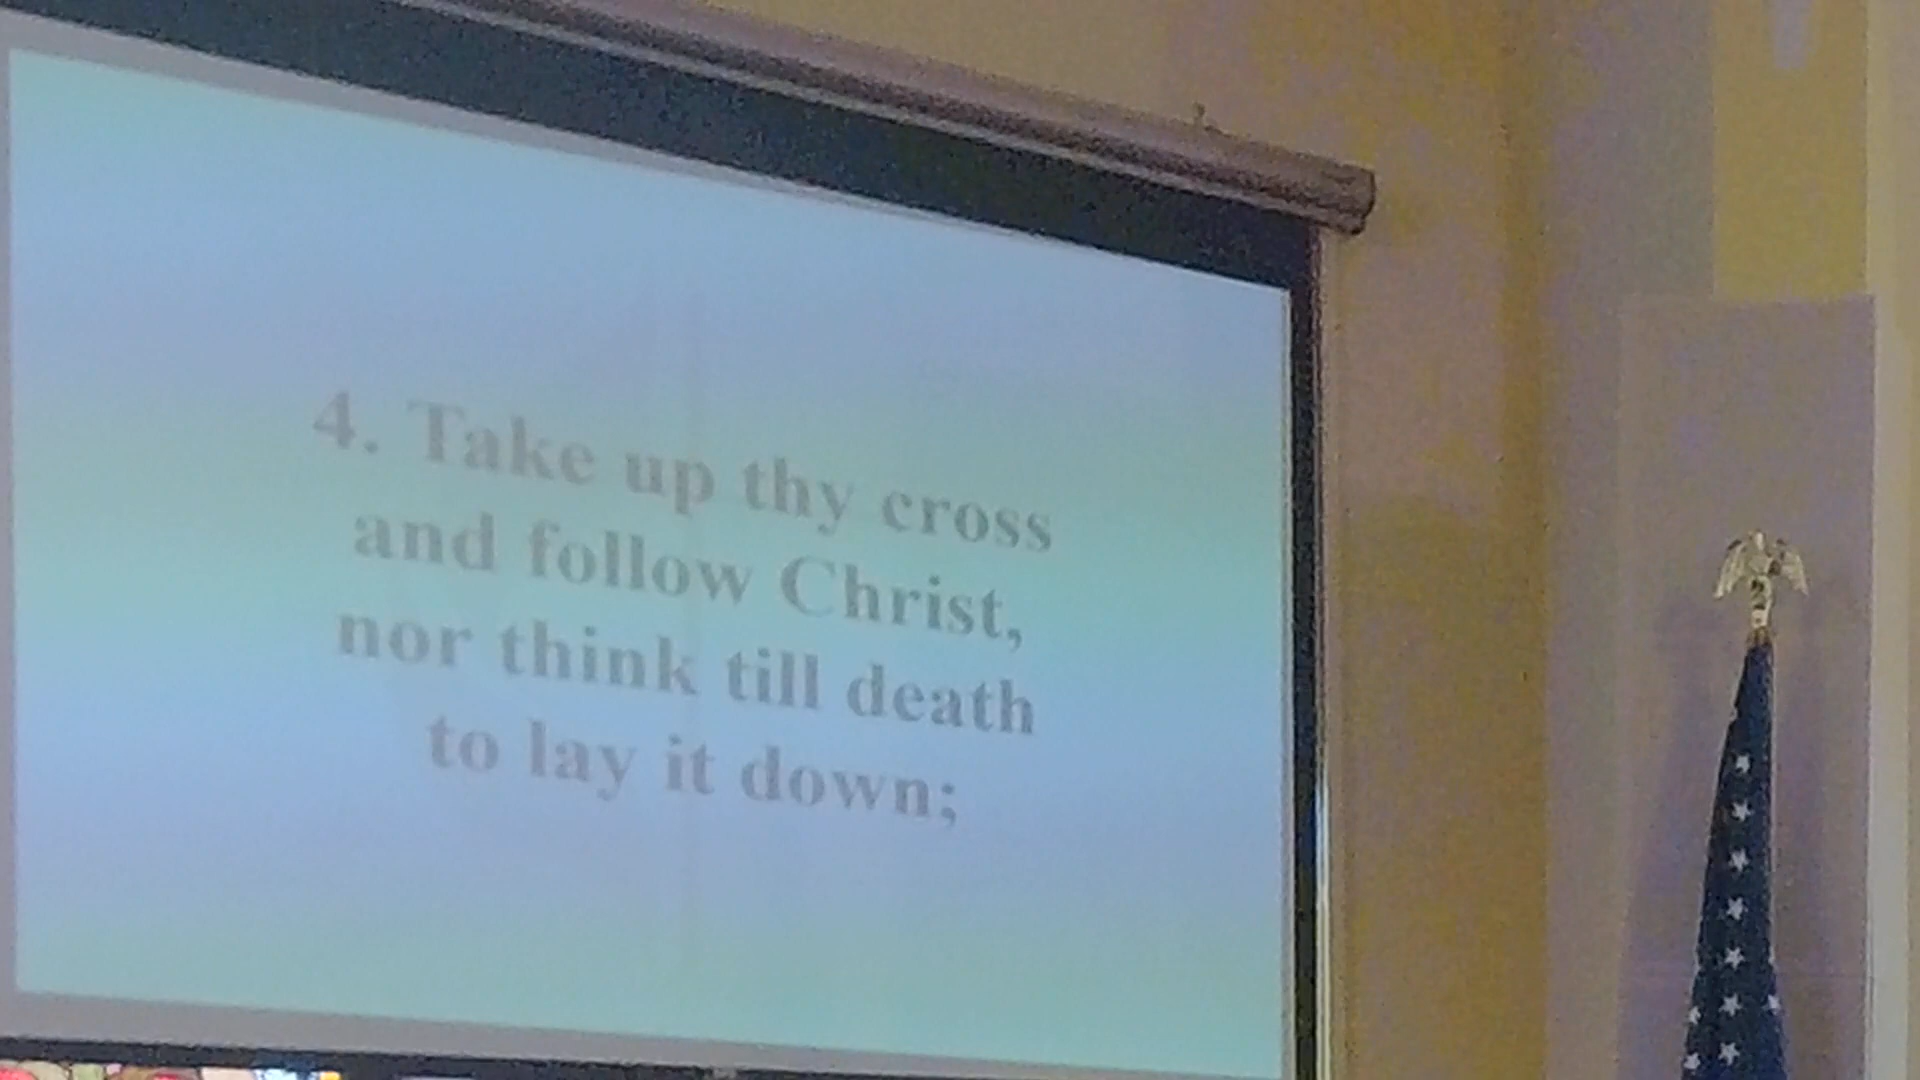 4. Take up thy cross
and follow Christ,
nor think till death
to lay it down;